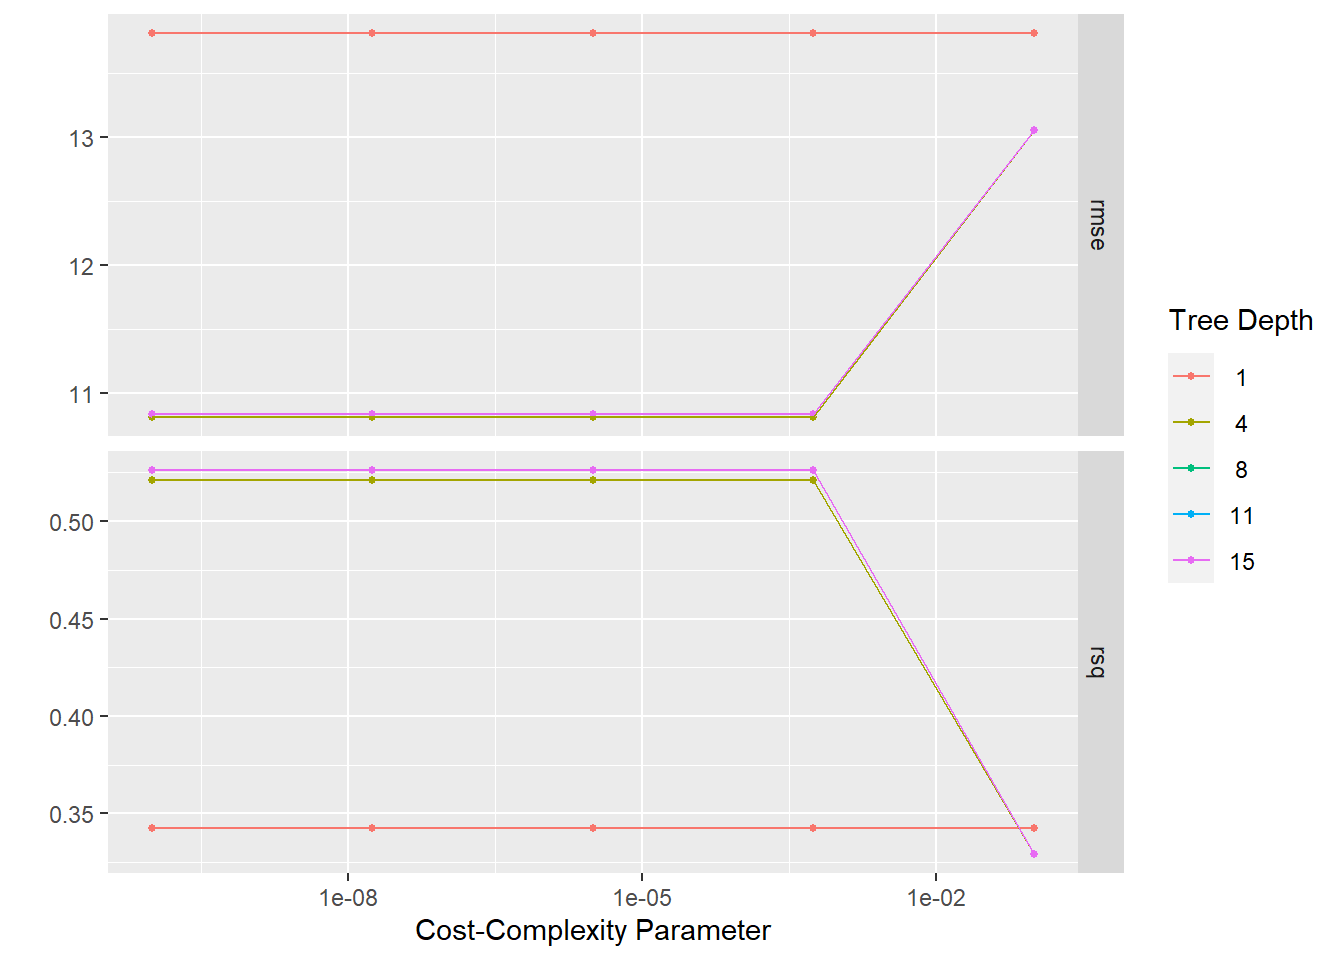 13
12
11
rmse
0.50
0.45
0.40
0.35
rsq
1e-08
1e-05
1e-02
Cost-Complexity Parameter
Tree Depth
1
4
8
11
15